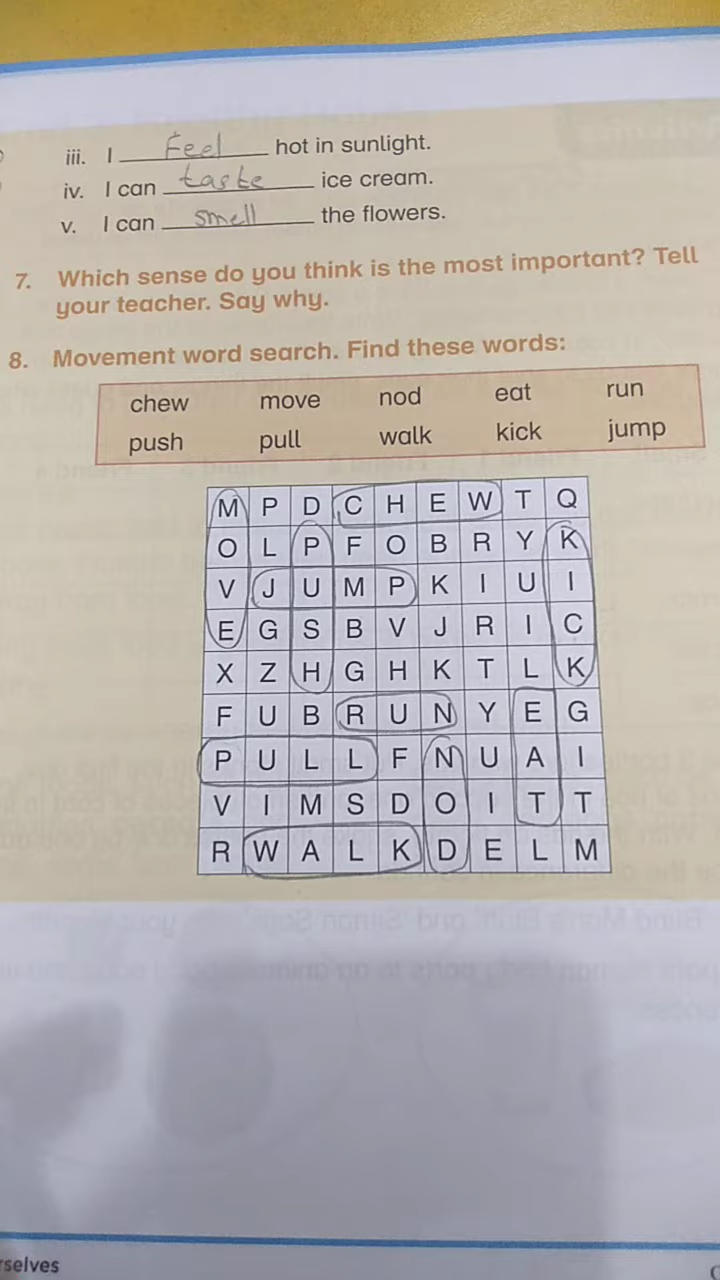 iii. I Feel hot in sunlight.
iv. I can taste ice cream.
v. I can smell the flowers.
7. Which sense do you think is the most important? Tell
your teacher. Say why.
8. Movement word search. Find these words:
chew move nod eat run
push pull walk kick jump
M P D C H E W T Q
O L P F O B R Y K
V J U M P K I U I
E G S B V J R I C
X Z H G H K T L K
F U B R U N Y E G
P U L L F N U A I
V I M S D O I T T
R W A L K D E L M
rselves